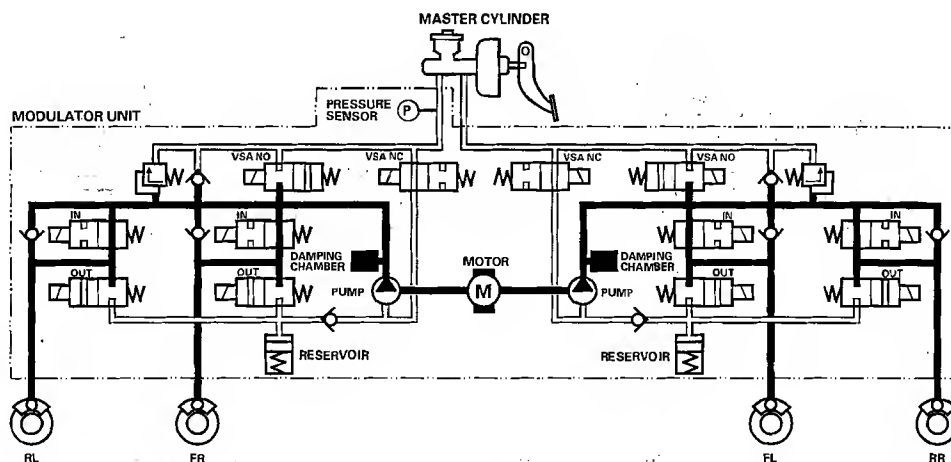 MASTER CYLINDER
PRESSURE
SENSOR
P
MODULATOR UNIT
VSA NO
VSA NC
VSA NC
VSA NO
IN
IN
IN
IN
DAMPING
CHAMBER
MOTOR
DAMPING
CHAMBER
OUT
OUT
PUMP
M
PUMP
OUT
OUT
RESERVOIR
RESERVOIR
RL
FR
FL
RR